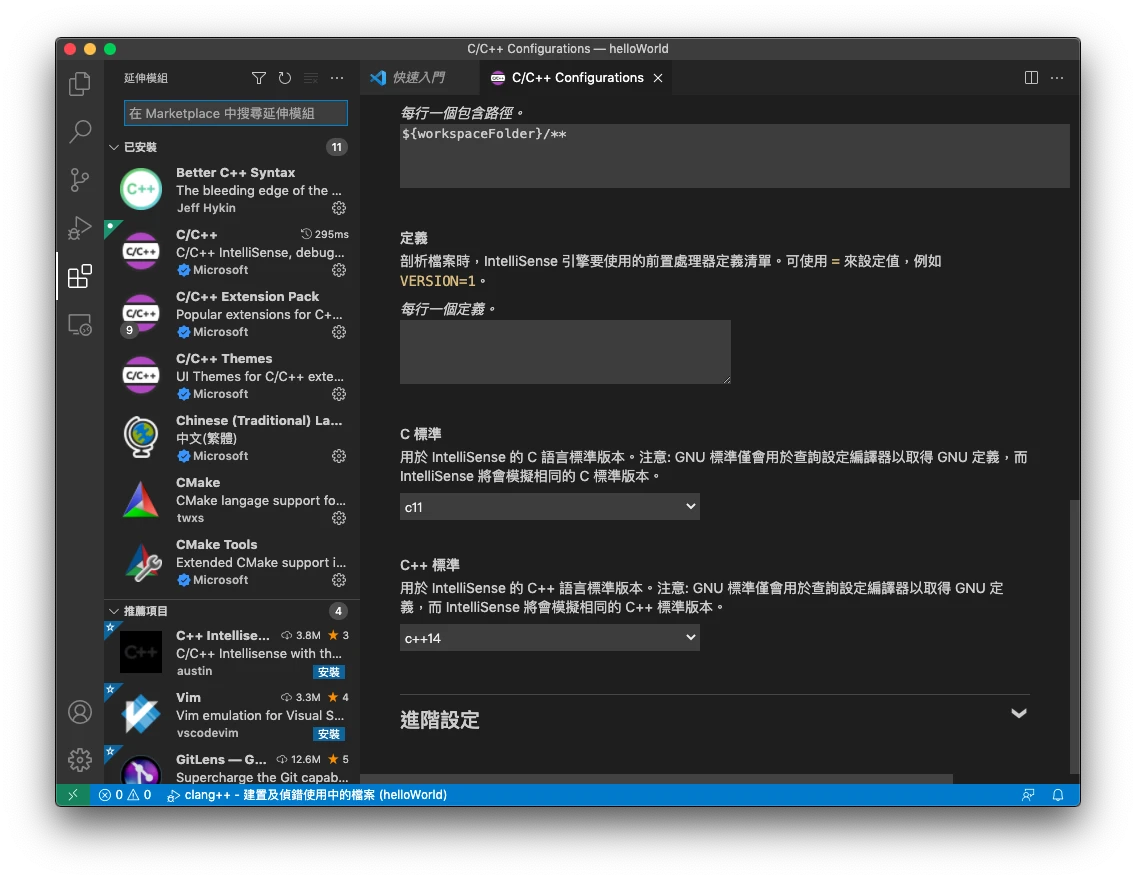 C/C++ Configurations — helloWorld
延伸模組
在 Marketplace 中搜尋延伸模組
已安裝 11
C++
Better C++ Syntax
The bleeding edge of the ...
Jeff Hykin
C/C++
C/C++ 295ms
C/C++ IntelliSense, debug...
Microsoft
C/C++
9
C/C++ Extension Pack
Popular extensions for C+...
Microsoft
C/C++
C/C++ Themes
UI Themes for C/C++ exte...
Microsoft
Chinese (Traditional) La...
中文(繁體)
Microsoft
CMake
CMake langage support fo...
twxs
CMake Tools
Extended CMake support i...
Microsoft
推薦項目 4
C++
C++ Intellise... 3.8M 3
C/C++ Intellisense with th...
austin 安裝
Vim 3.3M 4
Vim emulation for Visual S...
vscodevim 安裝
GitLens — G... 12.6M 5
Supercharge the Git capab...
快速入門
C/C++ Configurations
每行一個包含路徑。
${workspaceFolder}/**
定義
剖析檔案時，IntelliSense 引擎要使用的前置處理器定義清單。可使用 = 來設定值，例如
VERSION=1。
每行一個定義。
C 標準
用於 IntelliSense 的 C 語言標準版本。注意: GNU 標準僅會用於查詢設定編譯器以取得 GNU 定義，而
IntelliSense 將會模擬相同的 C 標準版本。
c11
C++ 標準
用於 IntelliSense 的 C++ 語言標準版本。注意: GNU 標準僅會用於查詢設定編譯器以取得 GNU 定
義，而 IntelliSense 將會模擬相同的 C++ 標準版本。
c++14
進階設定
0 0 clang++ - 建置及偵錯使用中的檔案 (helloWorld)